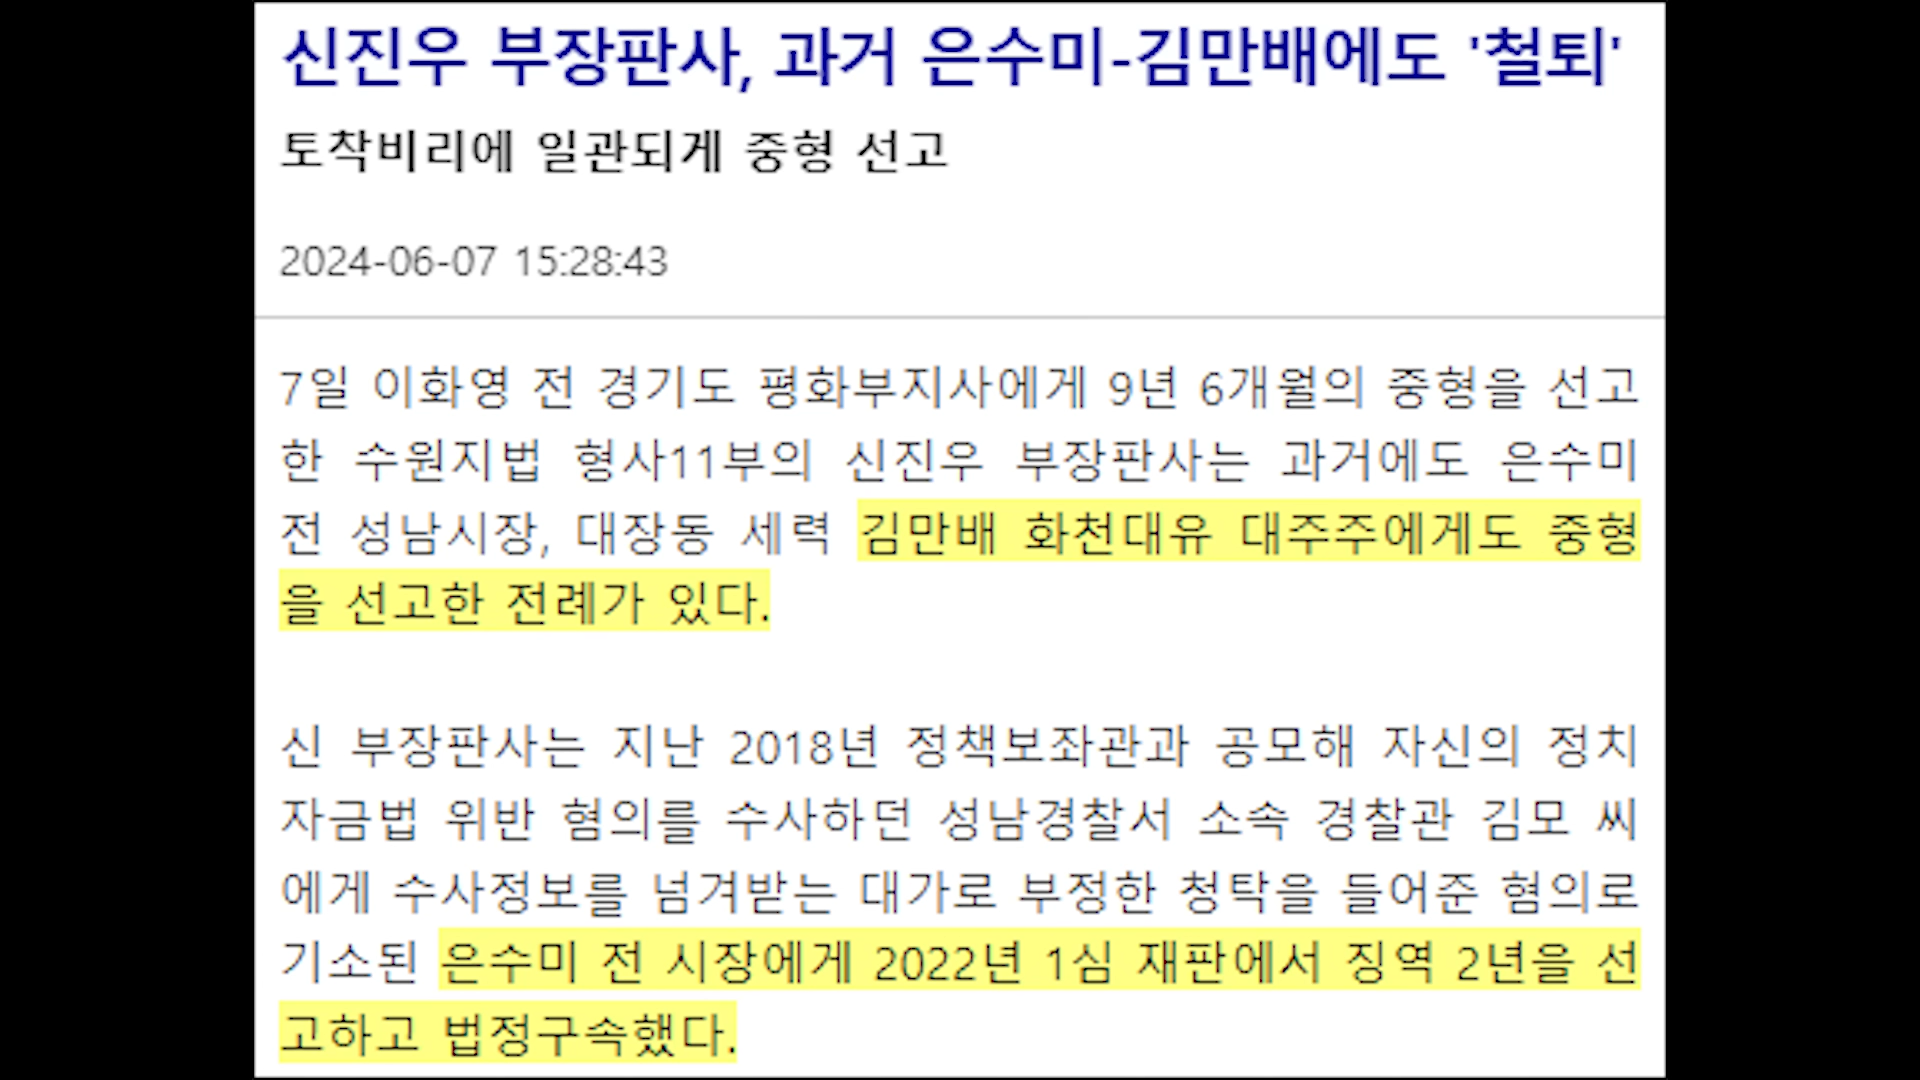 신진우 부장판사, 과거 은수미-김만배에도 '철퇴'
토착비리에 일관되게 중형 선고
2024-06-07 15:28:43
7일 이화영 전 경기도 평화부지사에게 9년 6개월의 중형을 선고
한 수원지법 형사11부의 신진우 부장판사는 과거에도 은수미
전 성남시장, 대장동 세력 김만배 화천대유 대주주에게도 중형
을 선고한 전례가 있다.
신 부장판사는 지난 2018년 정책보좌관과 공모해 자신의 정치
자금법 위반 혐의를 수사하던 성남경찰서 소속 경찰관 김모 씨
에게 수사정보를 넘겨받는 대가로 부정한 청탁을 들어준 혐의로
기소된 은수미 전 시장에게 2022년 1심 재판에서 징역 2년을 선
고하고 법정구속했다.